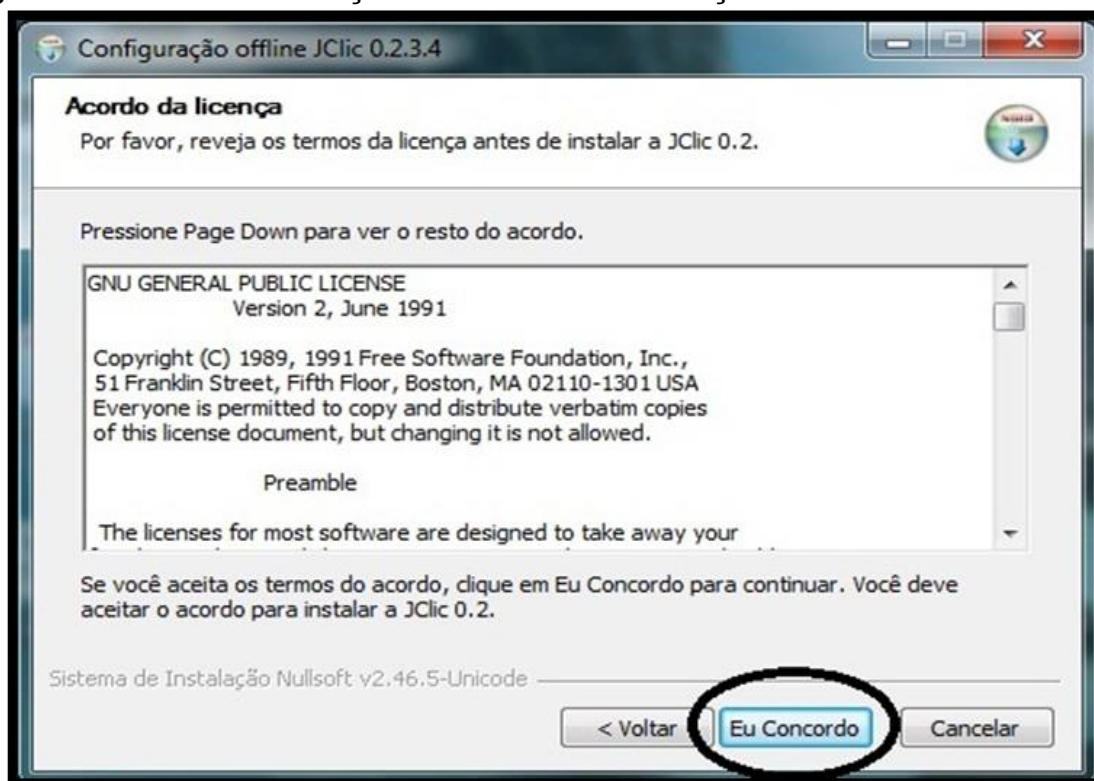 Configuração offline JClic 0.2.3.4
Acordo da licença
Por favor, reveja os termos da licença antes de instalar a JClic 0.2.
Pressione Page Down para ver o resto do acordo.
GNU GENERAL PUBLIC LICENSE
Version 2, June 1991
Copyright (C) 1989, 1991 Free Software Foundation, Inc.,
51 Franklin Street, Fifth Floor, Boston, MA 02110-1301 USA
Everyone is permitted to copy and distribute verbatim copies
of this license document, but changing it is not allowed.
Preamble
The licenses for most software are designed to take away your
Se você aceita os termos do acordo, clique em Eu Concordo para continuar. Você deve
aceitar o acordo para instalar a JClic 0.2.
Sistema de Instalação Nullsoft v2.46.5-Unicode
< Voltar
Eu Concordo
Cancelar